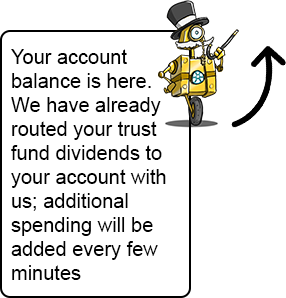 Your account
balance is here.
We have already
routed your trust
fund dividends to
your account with
us; additional
spending will be
added every few
minutes